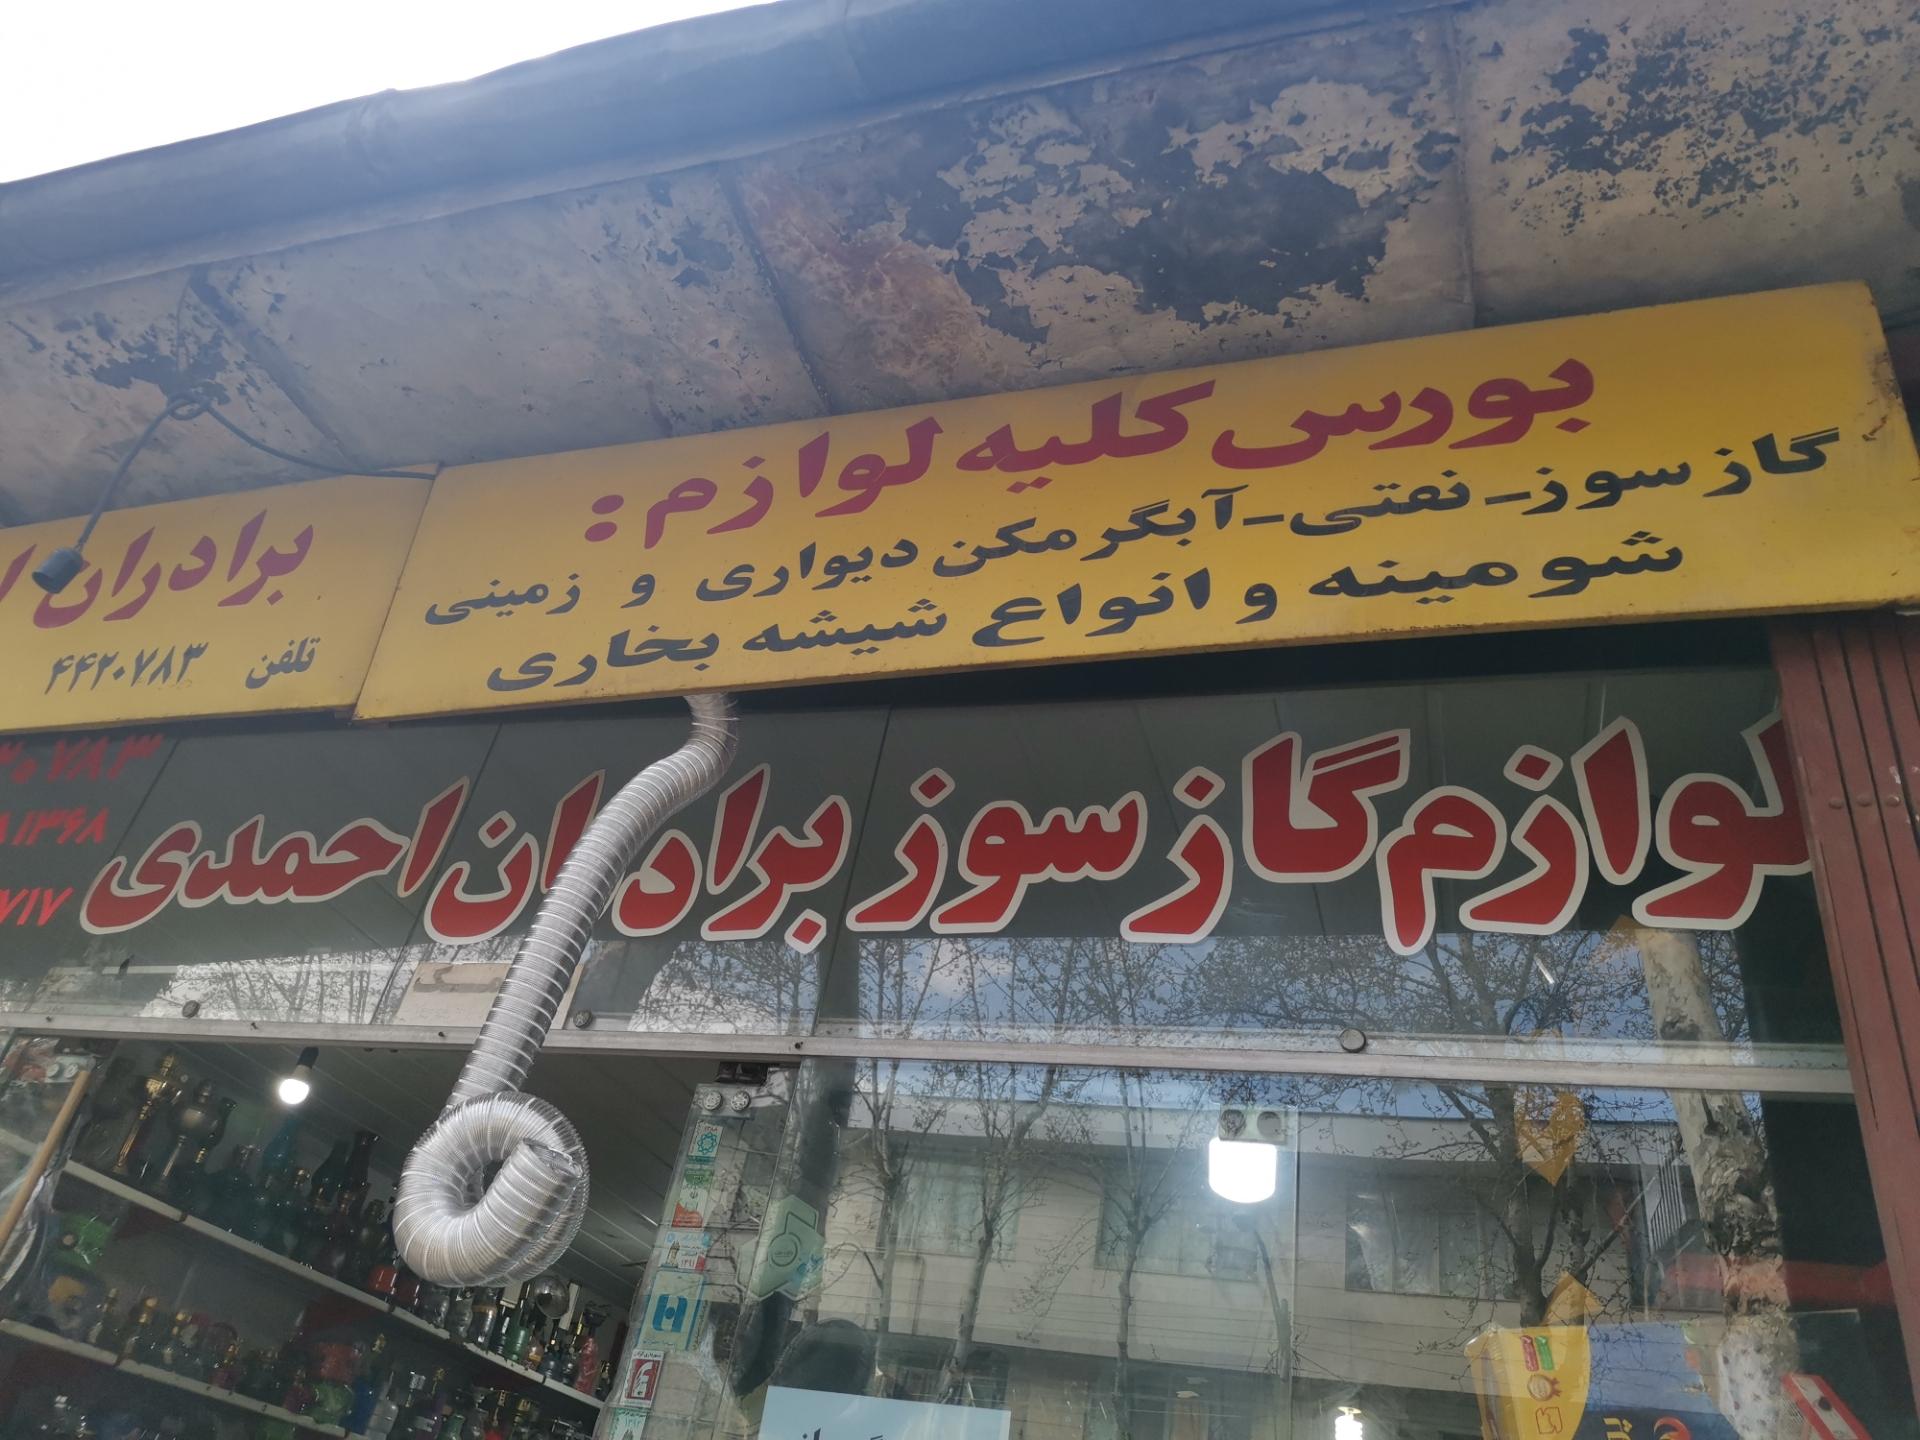 بورس کلیه لوازم :
گاز سوز - نفتی - آبگرمکن دیواری و زمینی
شومینه و انواع شیشه بخاری
برادران
تلفن ۴۴۲۰۷۸۳
لوازم گاز سوز برادران احمدی